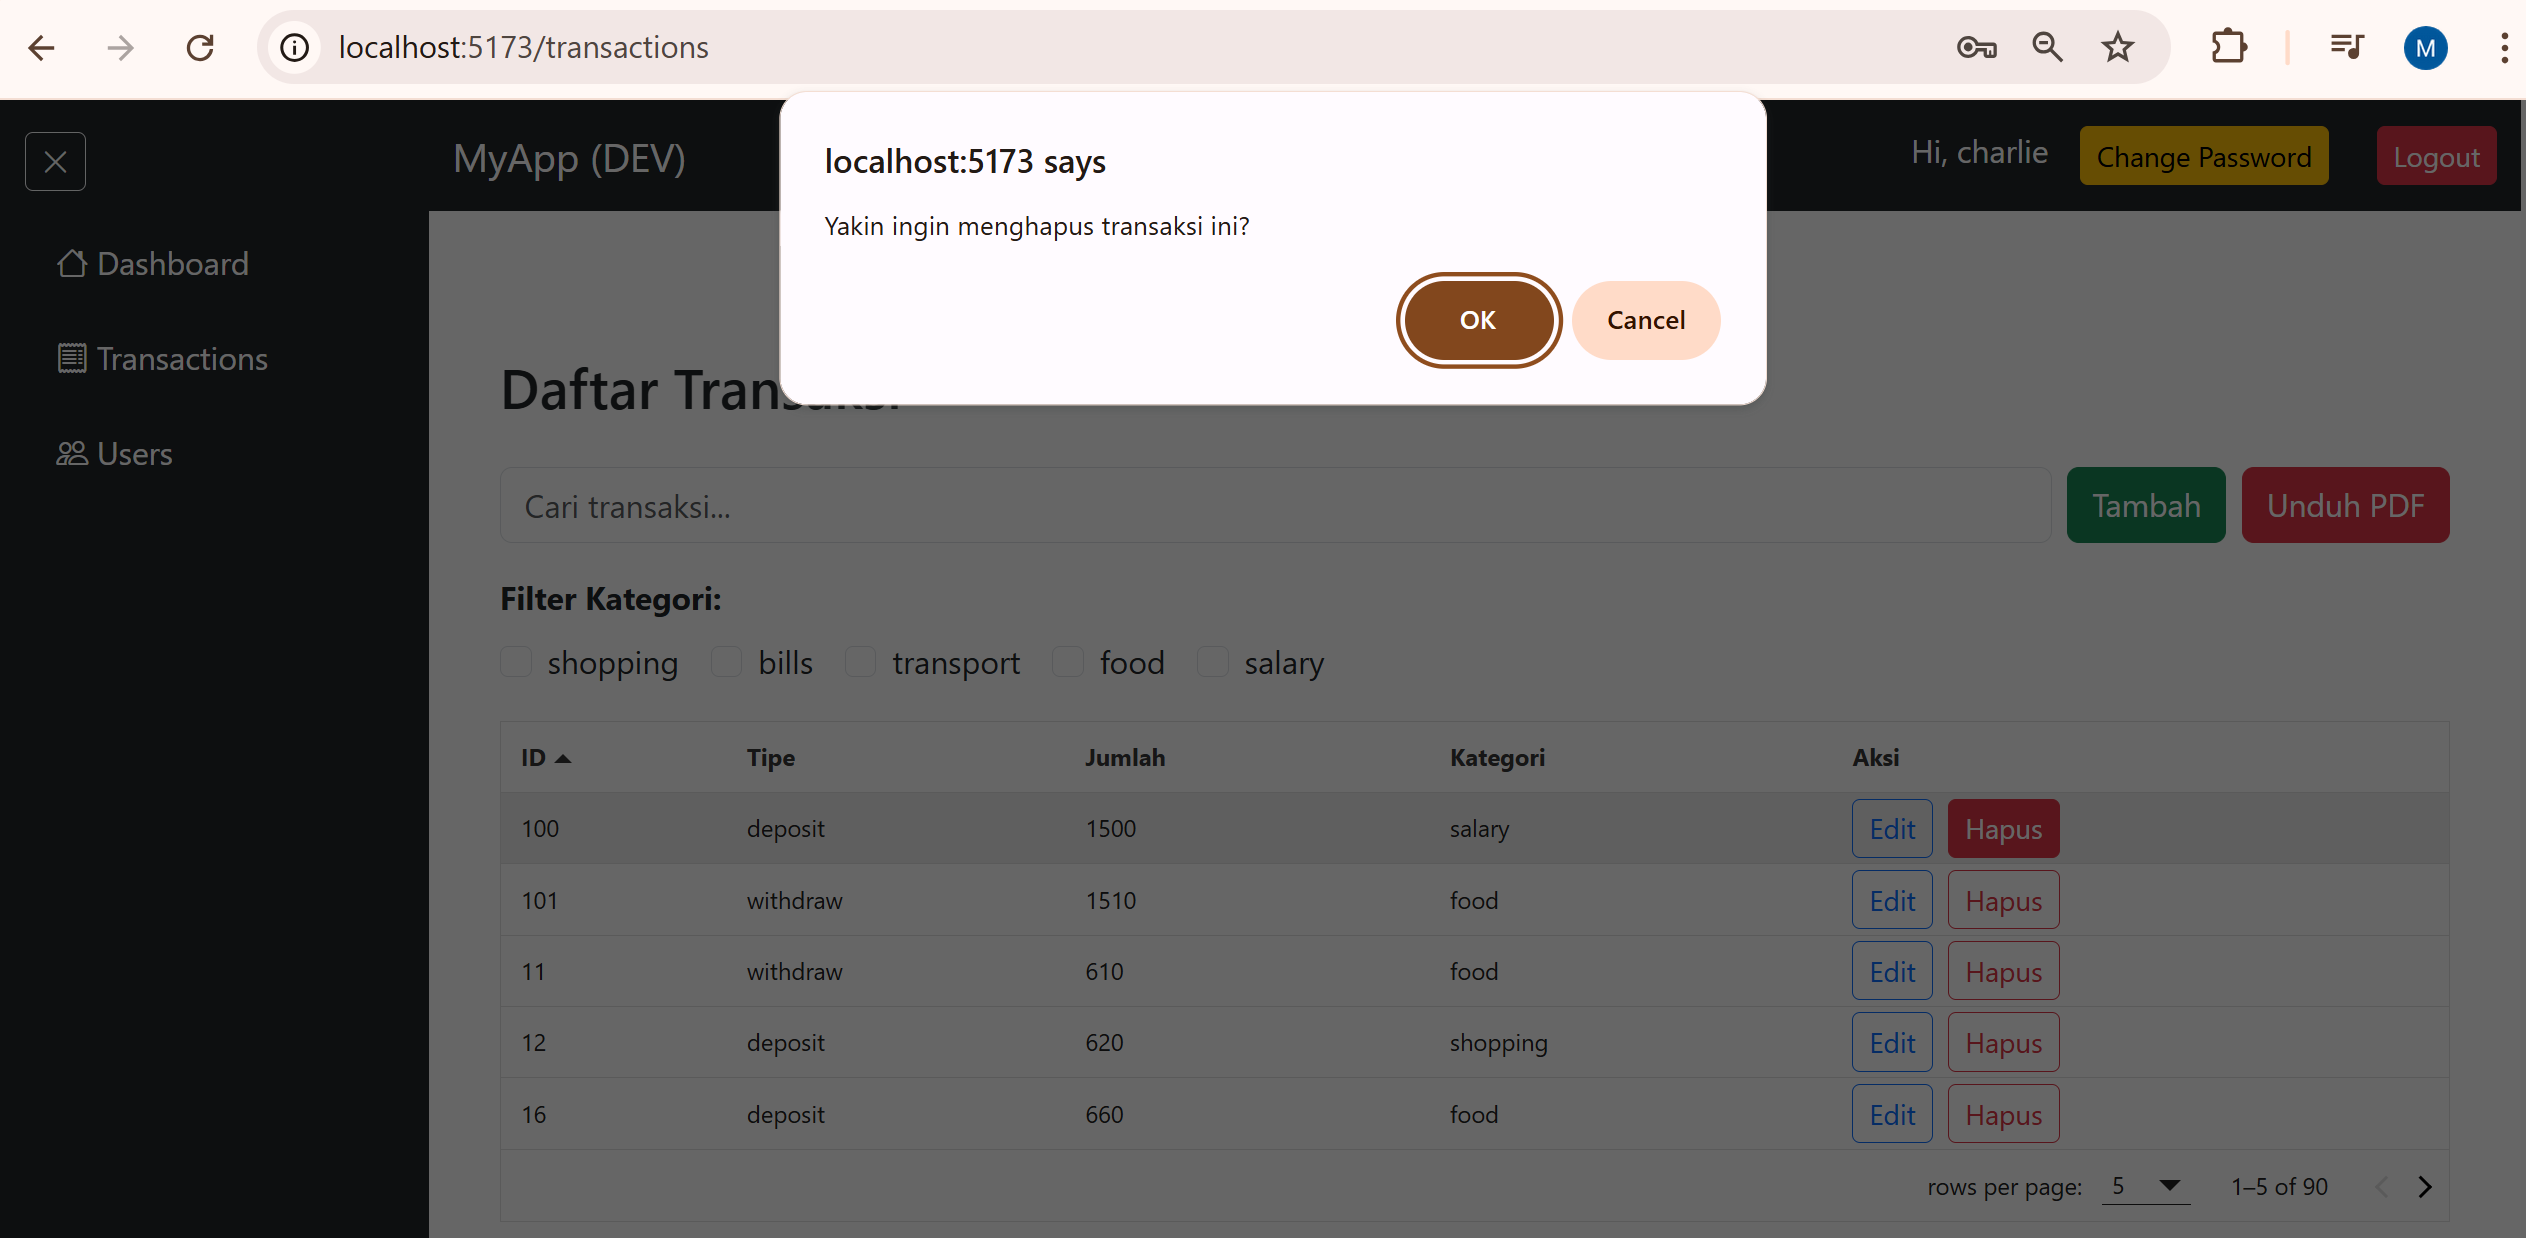 localhost:5173/transactions
M
MyApp (DEV)
Hi, charlie
Change Password
Logout
localhost:5173 says
Yakin ingin menghapus transaksi ini?
OK
Cancel
Dashboard
Transactions
Users
Daftar Transaksi
Cari transaksi...
Tambah
Unduh PDF
Filter Kategori:
shopping bills transport food salary
ID Tipe Jumlah Kategori Aksi
100 deposit 1500 salary Edit Hapus
101 withdraw 1510 food Edit Hapus
11 withdraw 610 food Edit Hapus
12 deposit 620 shopping Edit Hapus
16 deposit 660 food Edit Hapus
rows per page: 5 1–5 of 90